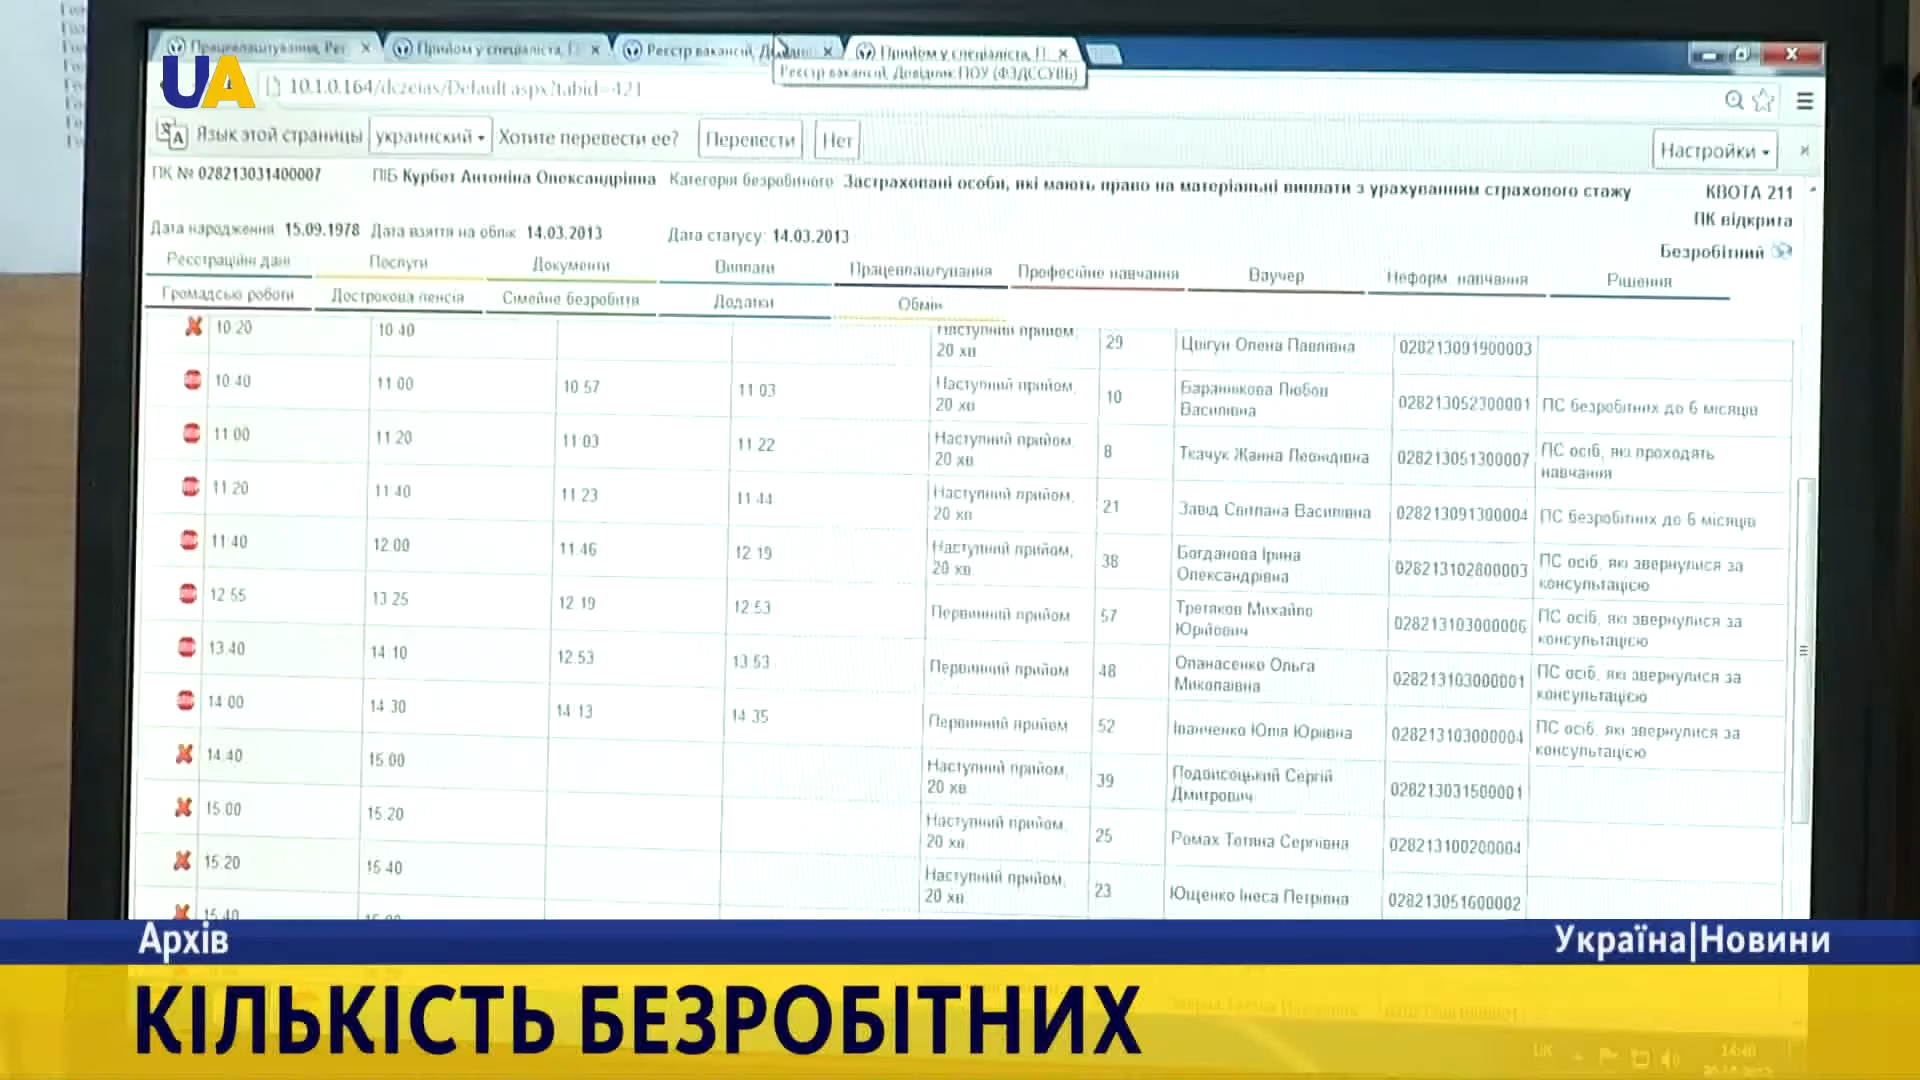 Працевлаштування, Реє
Прийом у спеціаліста, П
Реєстр вакансій, Довідник
Прийом у спеціаліста, П
Реєстр вакансій, Довідник ПОУ (ФЗДССУВБ)
UA
10.1.0.164/dczeias/Default.aspx?tabid=421
Язык этой страницы украинский Хотите перевести ее? Перевести Нет Настройки
ПК № 028213031400007 ПІБ Курбет Антоніна Олександрівна Категорія безробітного Застраховані особи, які мають право на матеріальні виплати з урахуванням страхового стажу КВОТА 211
ПК відкрита
Дата народження 15.09.1978 Дата взяття на облік 14.03.2013 Дата статусу: 14.03.2013
Безробітний
Реєстраційні дані Послуги Документи Виплати Працевлаштування Професійне навчання Ваучер Неформ. навчання Рішення
Громадські роботи Дострокова пенсія Сімейне безробіття Додатки Обмін
10:20 10:40 Наступний прийом, 20 хв 29 Цвігун Олена Павлівна 028213091900003
10:40 11:00 10:57 11:03 Наступний прийом, 20 хв 10 Бараннікова Любов Василівна 028213052300001 ПС безробітних до 6 місяців
11:00 11:20 11:03 11:22 Наступний прийом, 20 хв 8 Ткачук Жанна Леонідівна 028213051300007 ПС осіб, які проходять навчання
11:20 11:40 11:23 11:44 Наступний прийом, 20 хв 21 Завід Світлана Василівна 028213091300004 ПС безробітних до 6 місяців
11:40 12:00 11:46 12:19 Наступний прийом, 20 хв 38 Богданова Ірина Олександрівна 028213102800003 ПС осіб, які звернулися за консультацією
12:55 13:25 12:19 12:53 Первинний прийом 57 Третяков Михайло Юрійович 028213103000006 ПС осіб, які звернулися за консультацією
13:40 14:10 12:53 13:53 Первинний прийом 48 Опанасенко Ольга Миколаївна 028213103000001 ПС осіб, які звернулися за консультацією
14:00 14:30 14:13 14:35 Первинний прийом 52 Іванченко Юлія Юріївна 028213103000004 ПС осіб, які звернулися за консультацією
14:40 15:00 Наступний прийом, 20 хв 39 Подвисоцький Сергій Дмитрович 028213031500001
15:00 15:20 Наступний прийом, 20 хв 25 Ромах Тетяна Сергіївна 028213100200004
15:20 15:40 Наступний прийом, 20 хв 23 Ющенко Інеса Петрівна 028213051600002
15:40
Архів
Україна|Новини
КІЛЬКІСТЬ БЕЗРОБІТНИХ